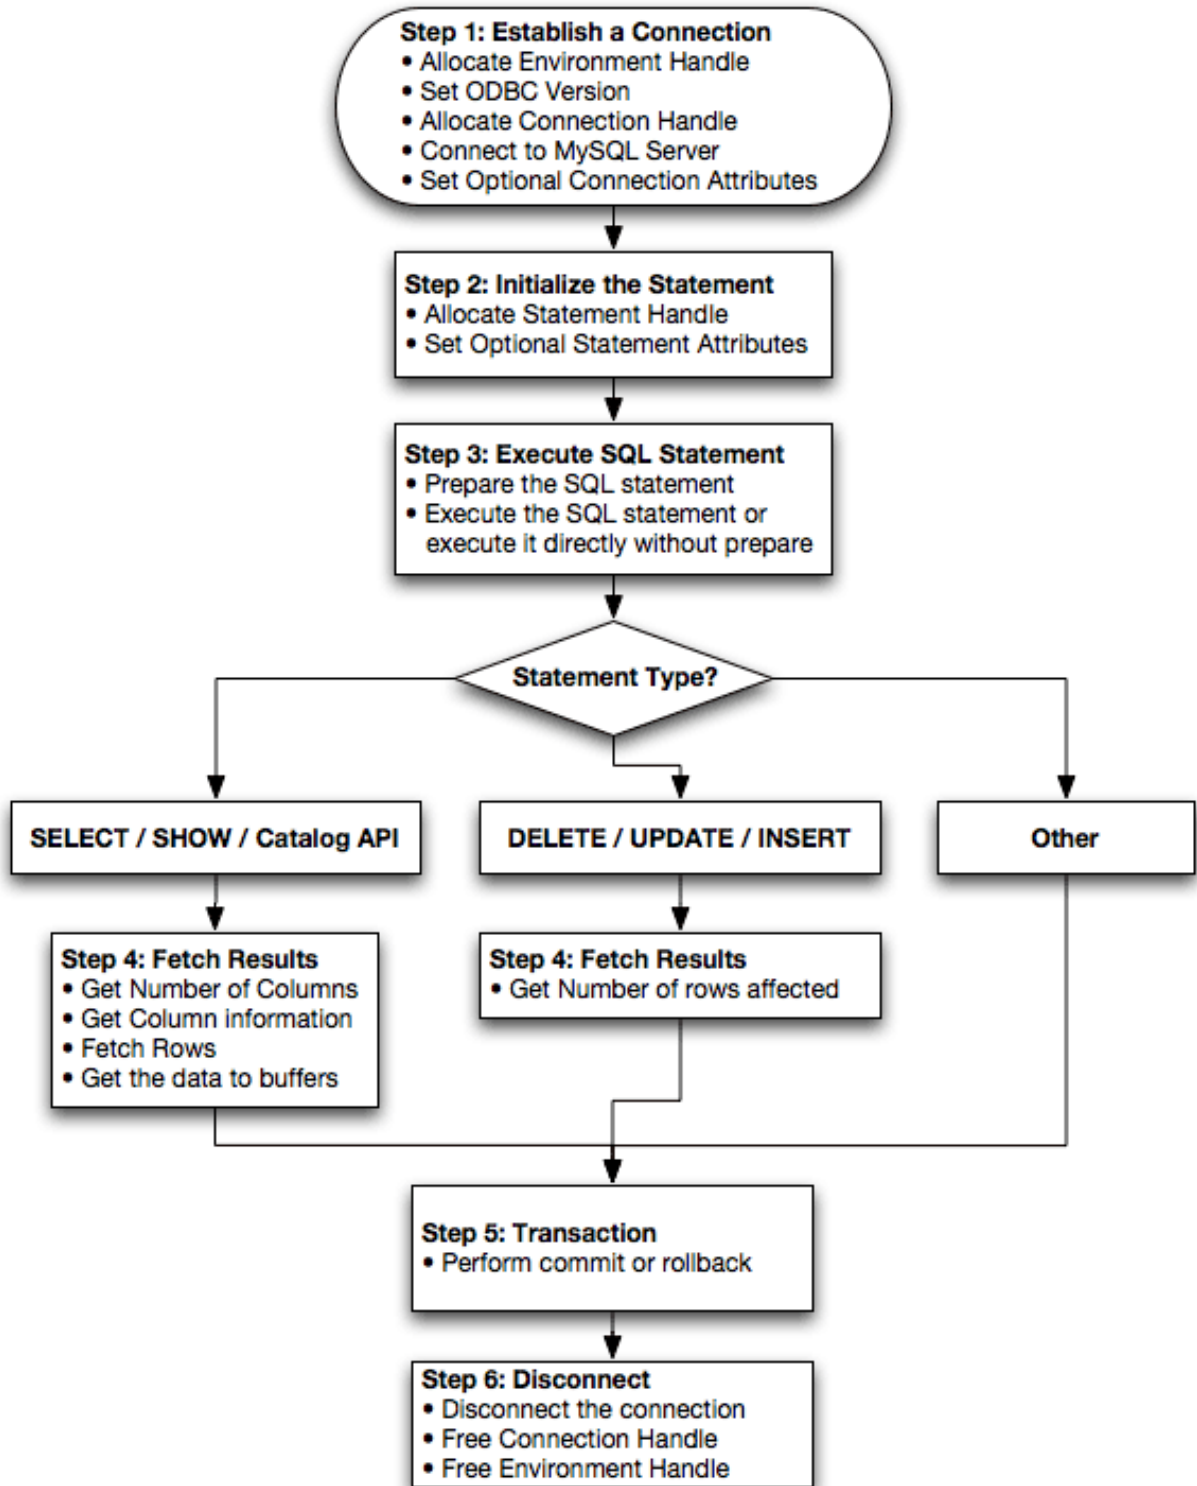 Step 1: Establish a Connection
• Allocate Environment Handle
• Set ODBC Version
• Allocate Connection Handle
• Connect to MySQL Server
• Set Optional Connection Attributes
Step 2: Initialize the Statement
• Allocate Statement Handle
• Set Optional Statement Attributes
Step 3: Execute SQL Statement
• Prepare the SQL statement
• Execute the SQL statement or
execute it directly without prepare
Statement Type?
SELECT / SHOW / Catalog API
DELETE / UPDATE / INSERT
Other
Step 4: Fetch Results
• Get Number of Columns
• Get Column information
• Fetch Rows
• Get the data to buffers
Step 4: Fetch Results
• Get Number of rows affected
Step 5: Transaction
• Perform commit or rollback
Step 6: Disconnect
• Disconnect the connection
• Free Connection Handle
• Free Environment Handle